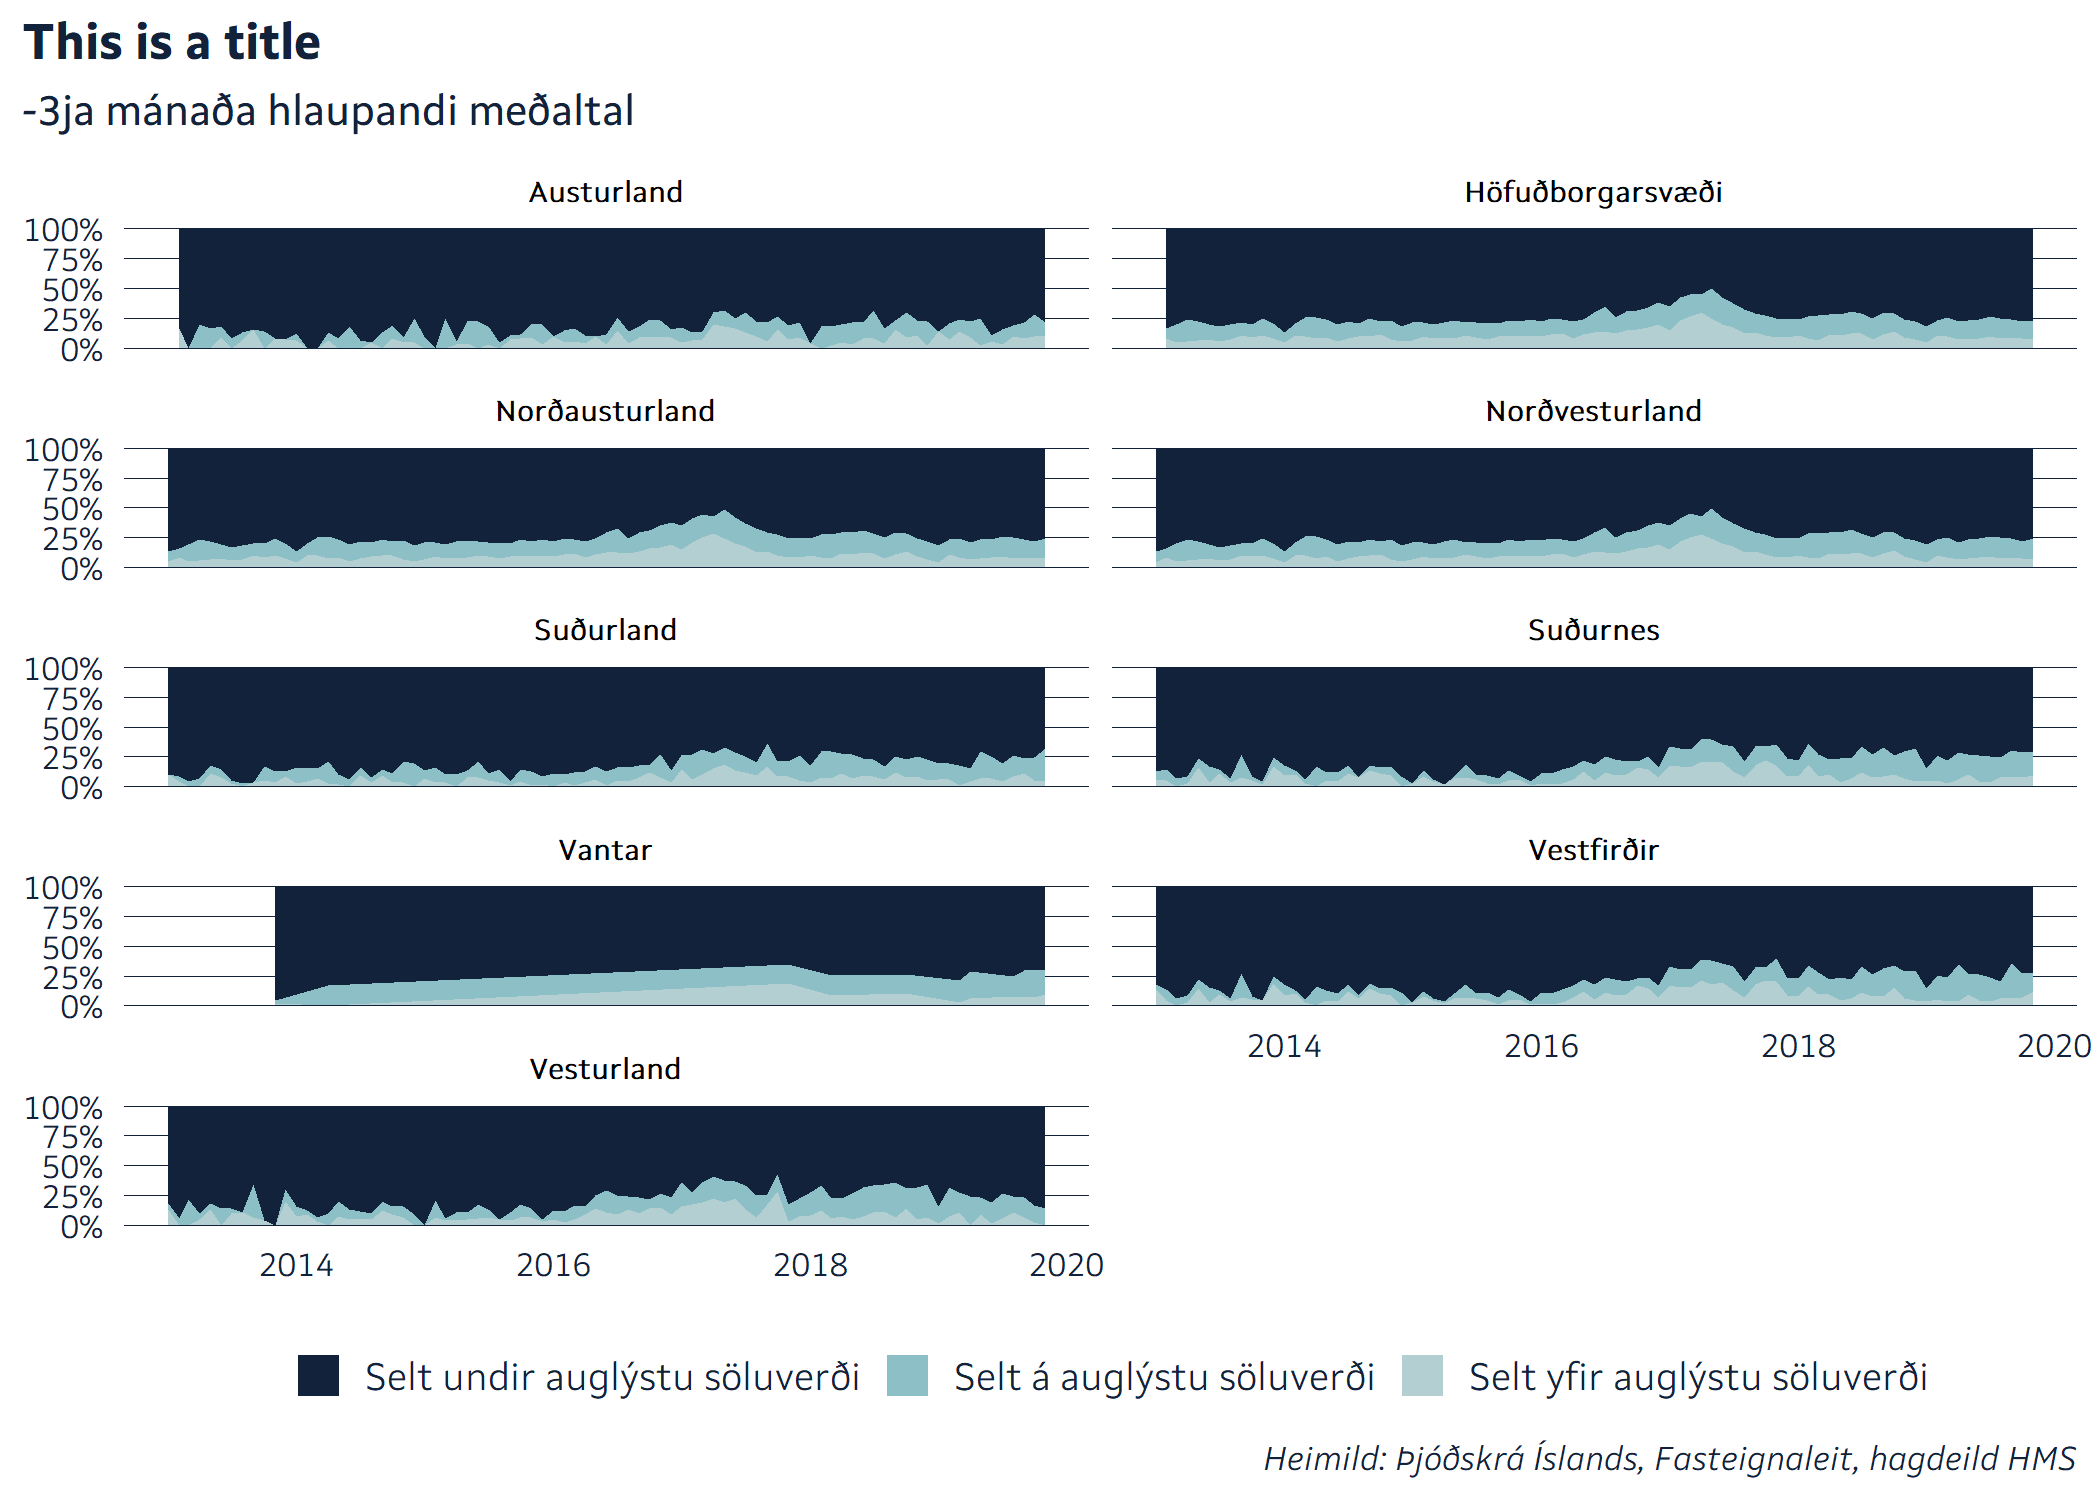 This is a title
-3ja mánaða hlaupandi meðaltal
Austurland
Höfuðborgarsvæði
100%
75%
50%
25%
0%
Norðausturland
Norðvesturland
100%
75%
50%
25%
0%
Suðurland
Suðurnes
100%
75%
50%
25%
0%
Vantar
Vestfirðir
100%
75%
50%
25%
0%
2014 2016 2018 2020
Vesturland
100%
75%
50%
25%
0%
2014 2016 2018 2020
Selt undir auglýstu söluverði Selt á auglýstu söluverði Selt yfir auglýstu söluverði
Heimild: Þjóðskrá Íslands, Fasteignaleit, hagdeild HMS